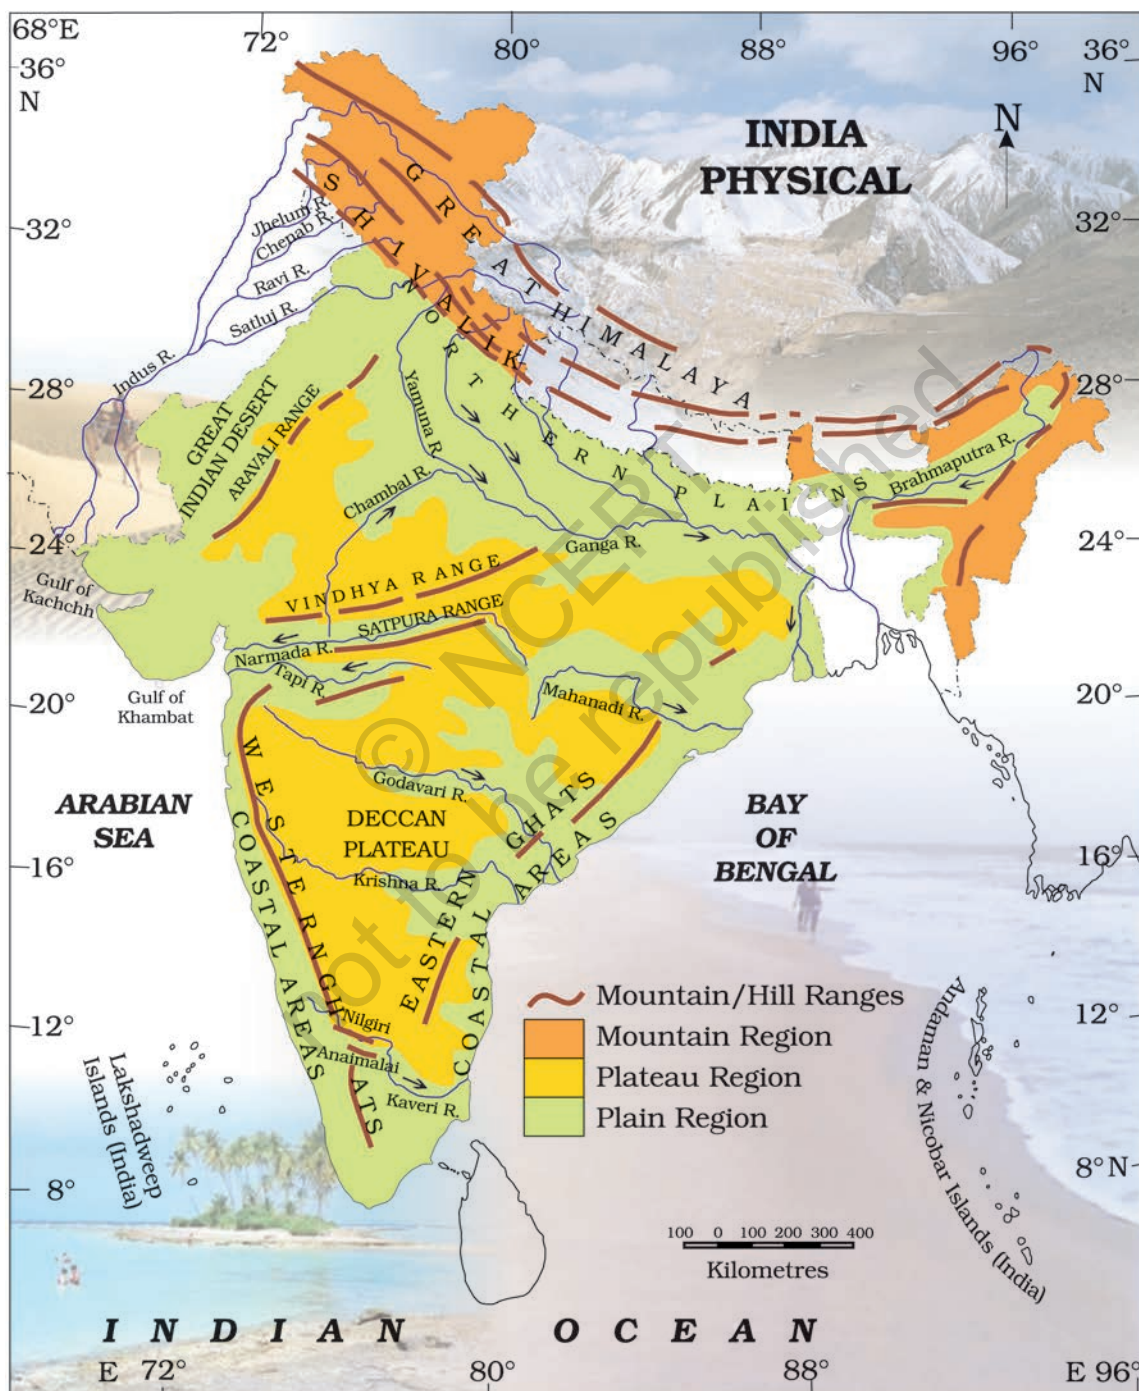 68°E
72°
80°
88°
96°
36°
N
36°
N
N
INDIA
PHYSICAL
GREAT HIMALAYA
SHIVALIK
32°
32°
Jhelum R.
Chenab R.
Ravi R.
Satluj R.
Indus R.
28°
28°
NORTHERN PLAINS
GREAT
INDIAN DESERT
ARAVALI RANGE
Yamuna R.
Chambal R.
Brahmaputra R.
Ganga R.
24°
24°
Gulf of
Kachchh
VINDHYA RANGE
SATPURA RANGE
Narmada R.
Tapi R.
Gulf of
Khambat
Mahanadi R.
20°
20°
© NCERT
not to be republished
WESTERN GHATS
COASTAL AREAS
Godavari R.
ARABIAN
SEA
DECCAN
PLATEAU
BAY
OF
BENGAL
EASTERN GHATS
COASTAL AREAS
Krishna R.
16°
16°
Mountain/Hill Ranges
Mountain Region
Plateau Region
Plain Region
Nilgiri
Anaimalai
Kaveri R.
12°
12°
Lakshadweep
Islands (India)
Andaman & Nicobar Islands (India)
8°
8°N
100 0 100 200 300 400
Kilometres
INDIAN OCEAN
E 72°
80°
88°
E 96°